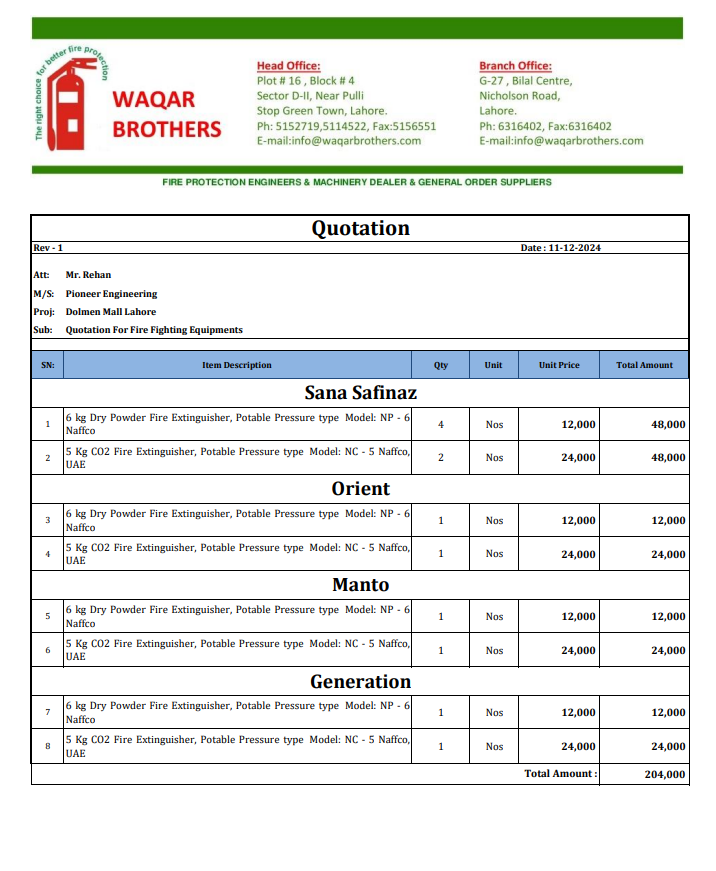 The right choice for better fire protection
WAQAR
BROTHERS
Head Office:
Plot # 16 , Block # 4
Sector D-II, Near Pulli
Stop Green Town, Lahore.
Ph: 5152719,5114522, Fax:5156551
E-mail:info@waqarbrothers.com
Branch Office:
G-27 , Bilal Centre,
Nicholson Road,
Lahore.
Ph: 6316402, Fax:6316402
E-mail:info@waqarbrothers.com
FIRE PROTECTION ENGINEERS & MACHINERY DEALER & GENERAL ORDER SUPPLIERS
Quotation
Rev - 1 Date : 11-12-2024
Att: Mr. Rehan
M/S: Pioneer Engineering
Proj: Dolmen Mall Lahore
Sub: Quotation For Fire Fighting Equipments
SN: Item Description Qty Unit Unit Price Total Amount
Sana Safinaz
1 6 kg Dry Powder Fire Extinguisher, Potable Pressure type Model: NP - 6 4 Nos 12,000 48,000
Naffco
2 5 Kg CO2 Fire Extinguisher, Potable Pressure type Model: NC - 5 Naffco, 2 Nos 24,000 48,000
UAE
Orient
3 6 kg Dry Powder Fire Extinguisher, Potable Pressure type Model: NP - 6 1 Nos 12,000 12,000
Naffco
4 5 Kg CO2 Fire Extinguisher, Potable Pressure type Model: NC - 5 Naffco, 1 Nos 24,000 24,000
UAE
Manto
5 6 kg Dry Powder Fire Extinguisher, Potable Pressure type Model: NP - 6 1 Nos 12,000 12,000
Naffco
6 5 Kg CO2 Fire Extinguisher, Potable Pressure type Model: NC - 5 Naffco, 1 Nos 24,000 24,000
UAE
Generation
7 6 kg Dry Powder Fire Extinguisher, Potable Pressure type Model: NP - 6 1 Nos 12,000 12,000
Naffco
8 5 Kg CO2 Fire Extinguisher, Potable Pressure type Model: NC - 5 Naffco, 1 Nos 24,000 24,000
UAE
Total Amount : 204,000